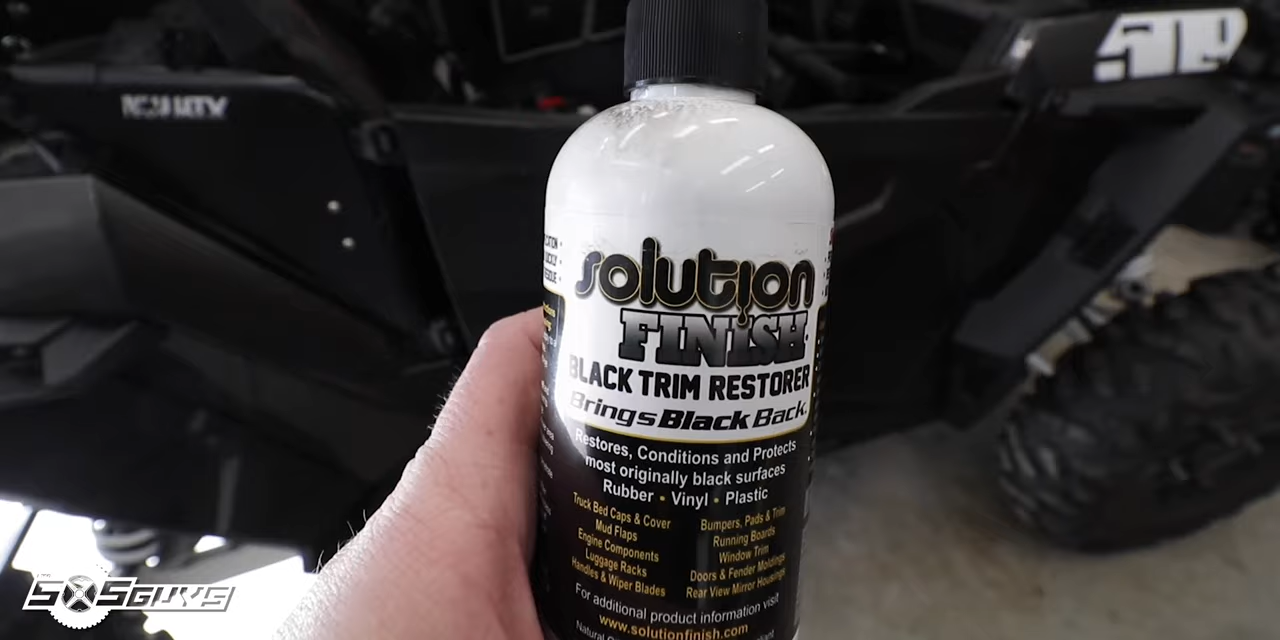 solution
FINISH
BLACK TRIM RESTORER
Brings Black Back.
Restores, Conditions and Protects
most originally black surfaces
Rubber • Vinyl • Plastic
Truck Bed Caps & Cover
Mud Flaps
Engine Components
Luggage Racks
Handles & Wiper Blades
Bumpers, Pads & Trim
Running Boards
Window Trim
Doors & Fender Moldings
Rear View Mirror Housings
For additional product information visit
www.solutionfinish.com
Natural
SXSGUYS